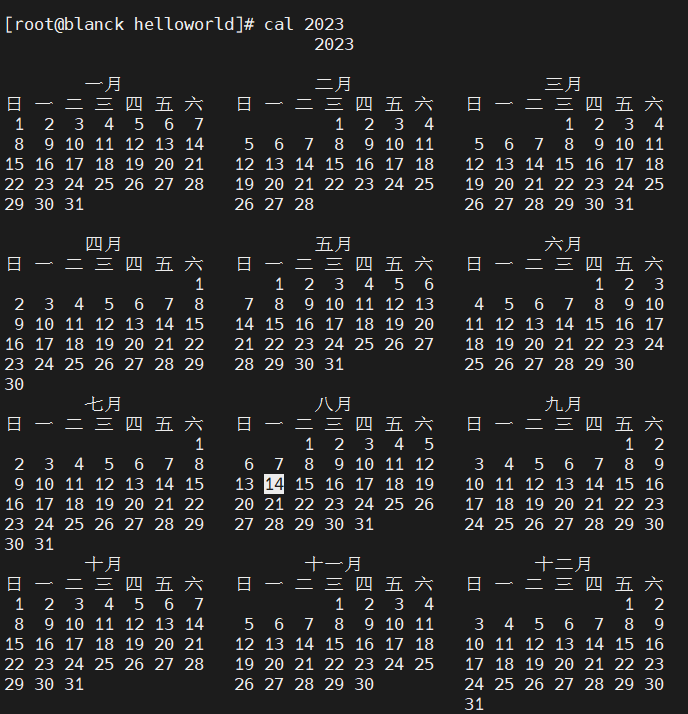 [root@blanck helloworld]# cal 2023
                               2023

        一月                   二月                   三月
日 一 二 三 四 五 六   日 一 二 三 四 五 六   日 一 二 三 四 五 六
 1  2  3  4  5  6  7             1  2  3  4             1  2  3  4
 8  9 10 11 12 13 14    5  6  7  8  9 10 11    5  6  7  8  9 10 11
15 16 17 18 19 20 21   12 13 14 15 16 17 18   12 13 14 15 16 17 18
22 23 24 25 26 27 28   19 20 21 22 23 24 25   19 20 21 22 23 24 25
29 30 31               26 27 28               26 27 28 29 30 31

        四月                   五月                   六月
日 一 二 三 四 五 六   日 一 二 三 四 五 六   日 一 二 三 四 五 六
                   1       1  2  3  4  5  6                1  2  3
 2  3  4  5  6  7  8    7  8  9 10 11 12 13    4  5  6  7  8  9 10
 9 10 11 12 13 14 15   14 15 16 17 18 19 20   11 12 13 14 15 16 17
16 17 18 19 20 21 22   21 22 23 24 25 26 27   18 19 20 21 22 23 24
23 24 25 26 27 28 29   28 29 30 31            25 26 27 28 29 30
30
        七月                   八月                   九月
日 一 二 三 四 五 六   日 一 二 三 四 五 六   日 一 二 三 四 五 六
                   1          1  2  3  4  5                   1  2
 2  3  4  5  6  7  8    6  7  8  9 10 11 12    3  4  5  6  7  8  9
 9 10 11 12 13 14 15   13 14 15 16 17 18 19   10 11 12 13 14 15 16
16 17 18 19 20 21 22   20 21 22 23 24 25 26   17 18 19 20 21 22 23
23 24 25 26 27 28 29   27 28 29 30 31         24 25 26 27 28 29 30
30 31
        十月                  十一月                 十二月
日 一 二 三 四 五 六   日 一 二 三 四 五 六   日 一 二 三 四 五 六
 1  2  3  4  5  6  7             1  2  3  4                   1  2
 8  9 10 11 12 13 14    5  6  7  8  9 10 11    3  4  5  6  7  8  9
15 16 17 18 19 20 21   12 13 14 15 16 17 18   10 11 12 13 14 15 16
22 23 24 25 26 27 28   19 20 21 22 23 24 25   17 18 19 20 21 22 23
29 30 31               26 27 28 29 30         24 25 26 27 28 29 30
                                              31